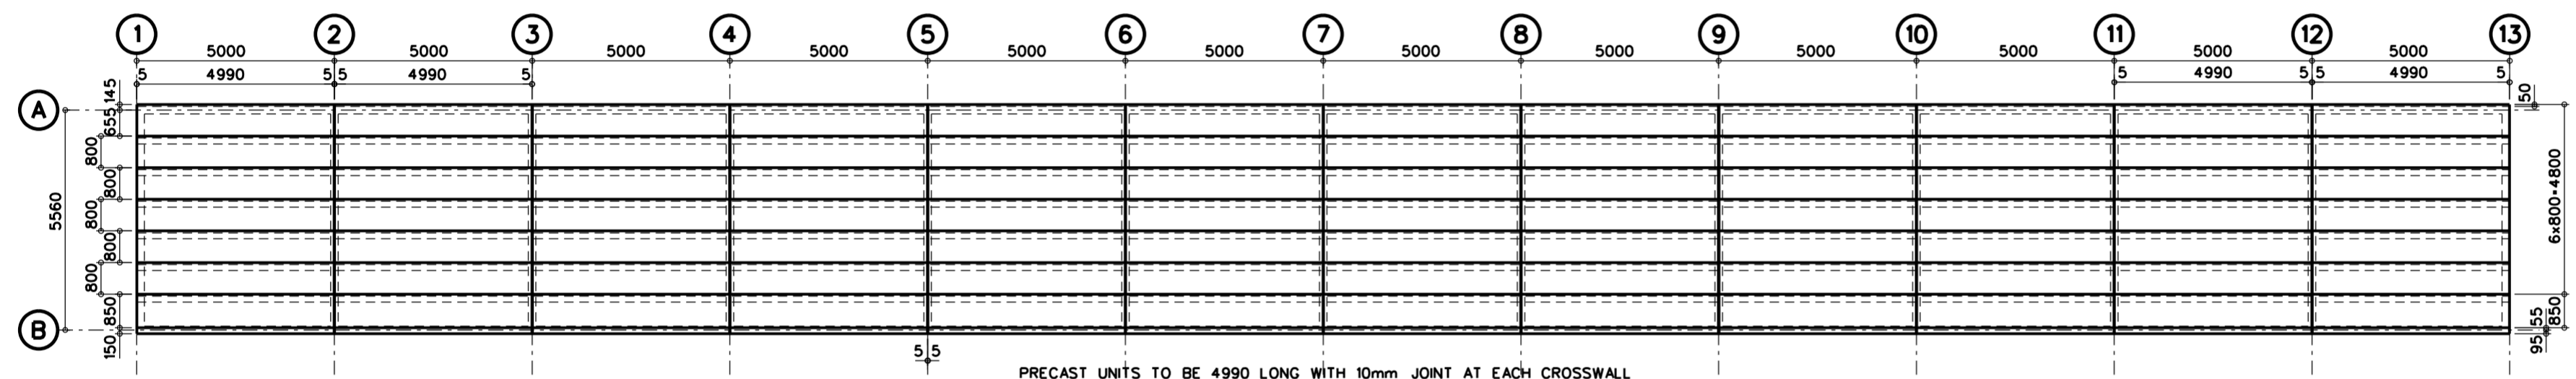 1 2 3 4 5 6 7 8 9 10 11 12 13
5000 5000 5000 5000 5000 5000 5000 5000 5000 5000 5000 5000
5 4990 5 5 4990 5 5 4990 5 5 4990 5
145
50
A
655
800
800
800
800
800
5560
6x800=4800
B
850
150
55
850
95
5 5
PRECAST UNITS TO BE 4990 LONG WITH 10mm JOINT AT EACH CROSSWALL